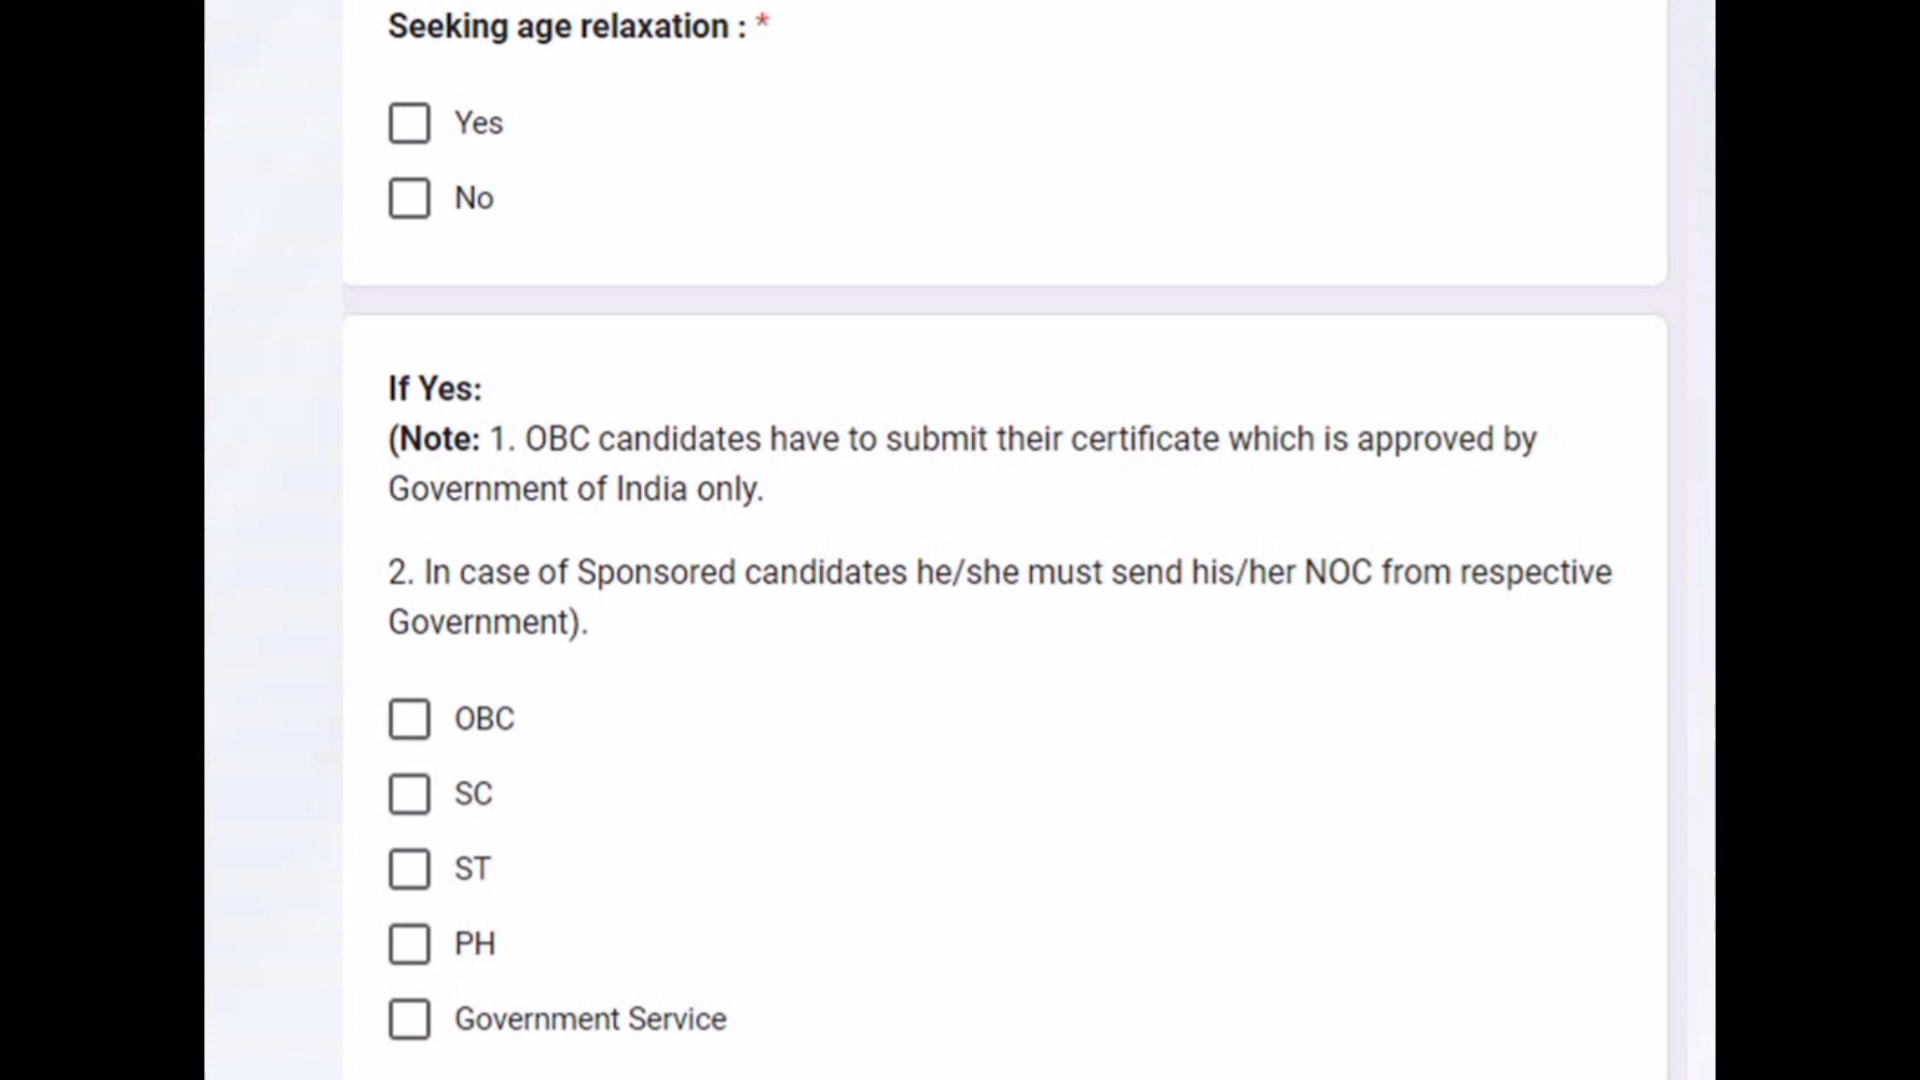 Seeking age relaxation : *
Yes
No
If Yes:
(Note: 1. OBC candidates have to submit their certificate which is approved by
Government of India only.
2. In case of Sponsored candidates he/she must send his/her NOC from respective
Government).
OBC
SC
ST
PH
Government Service